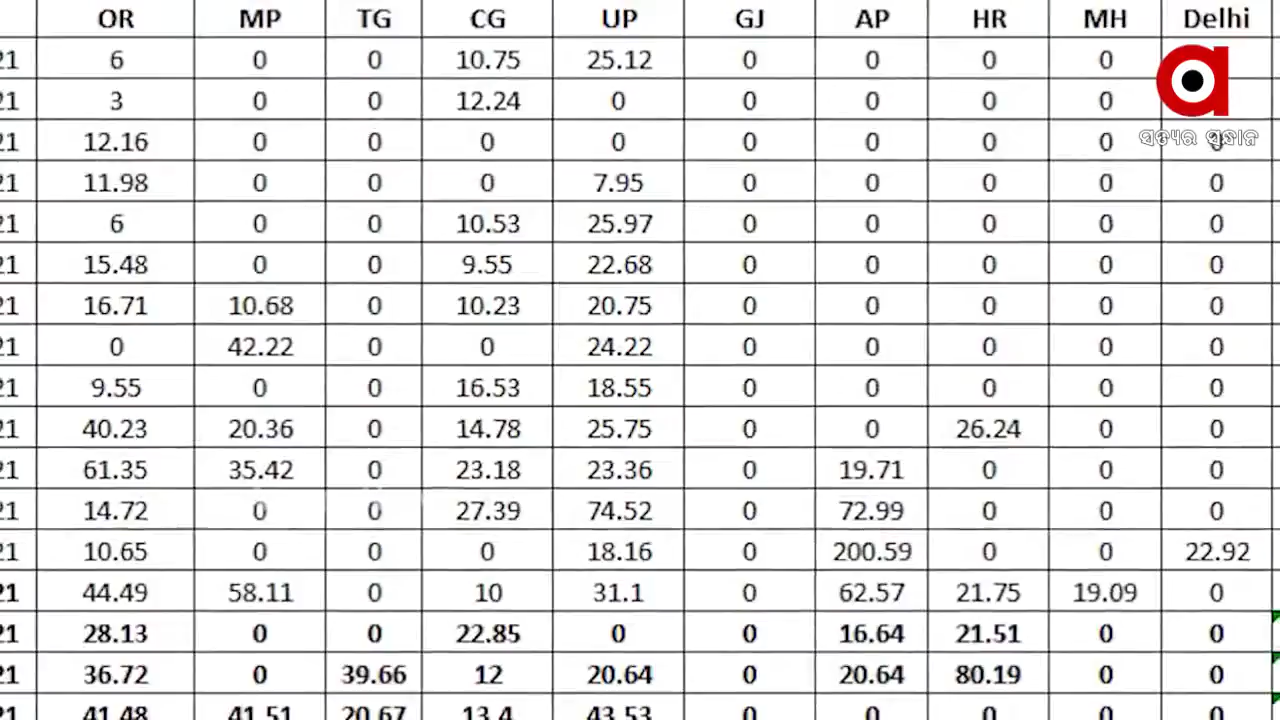 OR MP TG CG UP GJ AP HR MH Delhi
21 6 0 0 10.75 25.12 0 0 0 0
21 3 0 0 12.24 0 0 0 0 0
21 12.16 0 0 0 0 0 0 0 0 0
21 11.98 0 0 0 7.95 0 0 0 0 0
21 6 0 0 10.53 25.97 0 0 0 0 0
21 15.48 0 0 9.55 22.68 0 0 0 0 0
21 16.71 10.68 0 10.23 20.75 0 0 0 0 0
21 0 42.22 0 0 24.22 0 0 0 0 0
21 9.55 0 0 16.53 18.55 0 0 0 0 0
21 40.23 20.36 0 14.78 25.75 0 0 26.24 0 0
21 61.35 35.42 0 23.18 23.36 0 19.71 0 0 0
21 14.72 0 0 27.39 74.52 0 72.99 0 0 0
21 10.65 0 0 0 18.16 0 200.59 0 0 22.92
21 44.49 58.11 0 10 31.1 0 62.57 21.75 19.09 0
21 28.13 0 0 22.85 0 0 16.64 21.51 0 0
21 36.72 0 39.66 12 20.64 0 20.64 80.19 0 0
21 41.48 41.51 20.67 13.4 43.53 0 0 0 0 0